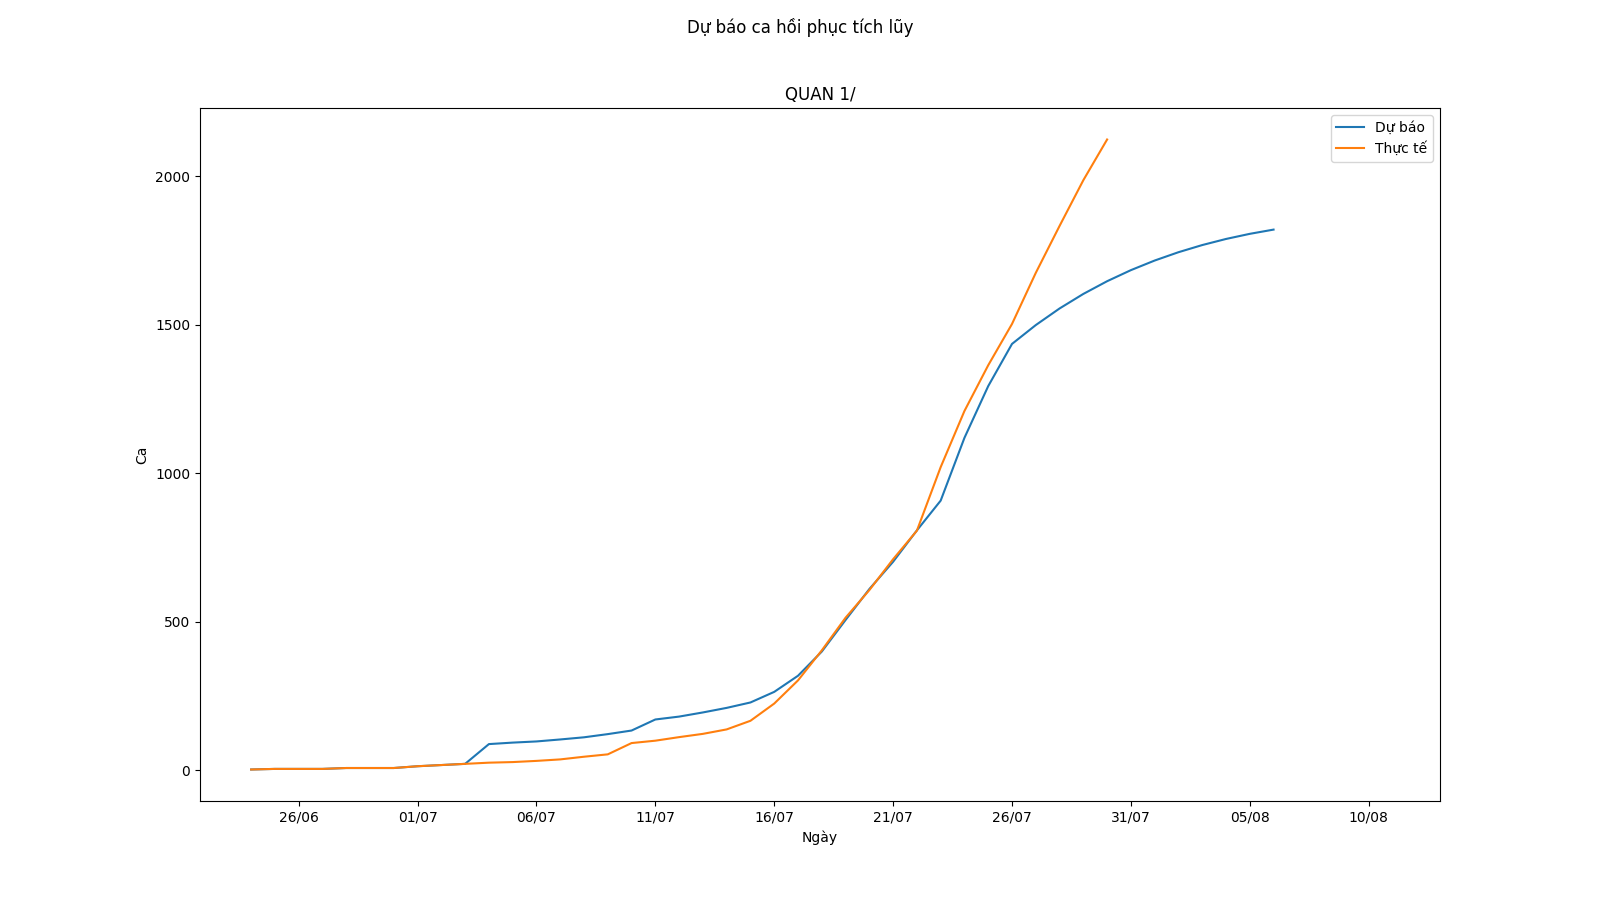 Dự báo ca hồi phục tích lũy
QUAN 1/
Dự báo
Thực tế
2000
1500
1000
500
0
Ca
26/06 01/07 06/07 11/07 16/07 21/07 26/07 31/07 05/08 10/08
Ngày